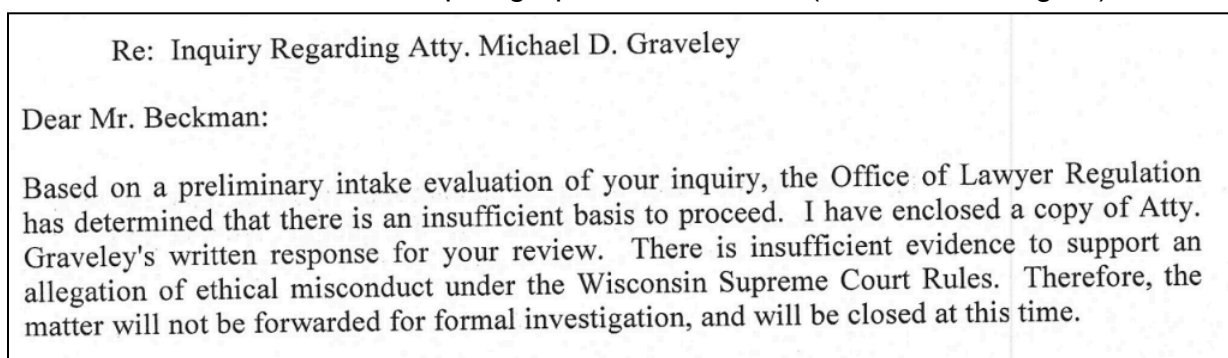 Re: Inquiry Regarding Atty. Michael D. Graveley
Dear Mr. Beckman:
Based on a preliminary intake evaluation of your inquiry, the Office of Lawyer Regulation
has determined that there is an insufficient basis to proceed. I have enclosed a copy of Atty.
Graveley's written response for your review. There is insufficient evidence to support an
allegation of ethical misconduct under the Wisconsin Supreme Court Rules. Therefore, the
matter will not be forwarded for formal investigation, and will be closed at this time.